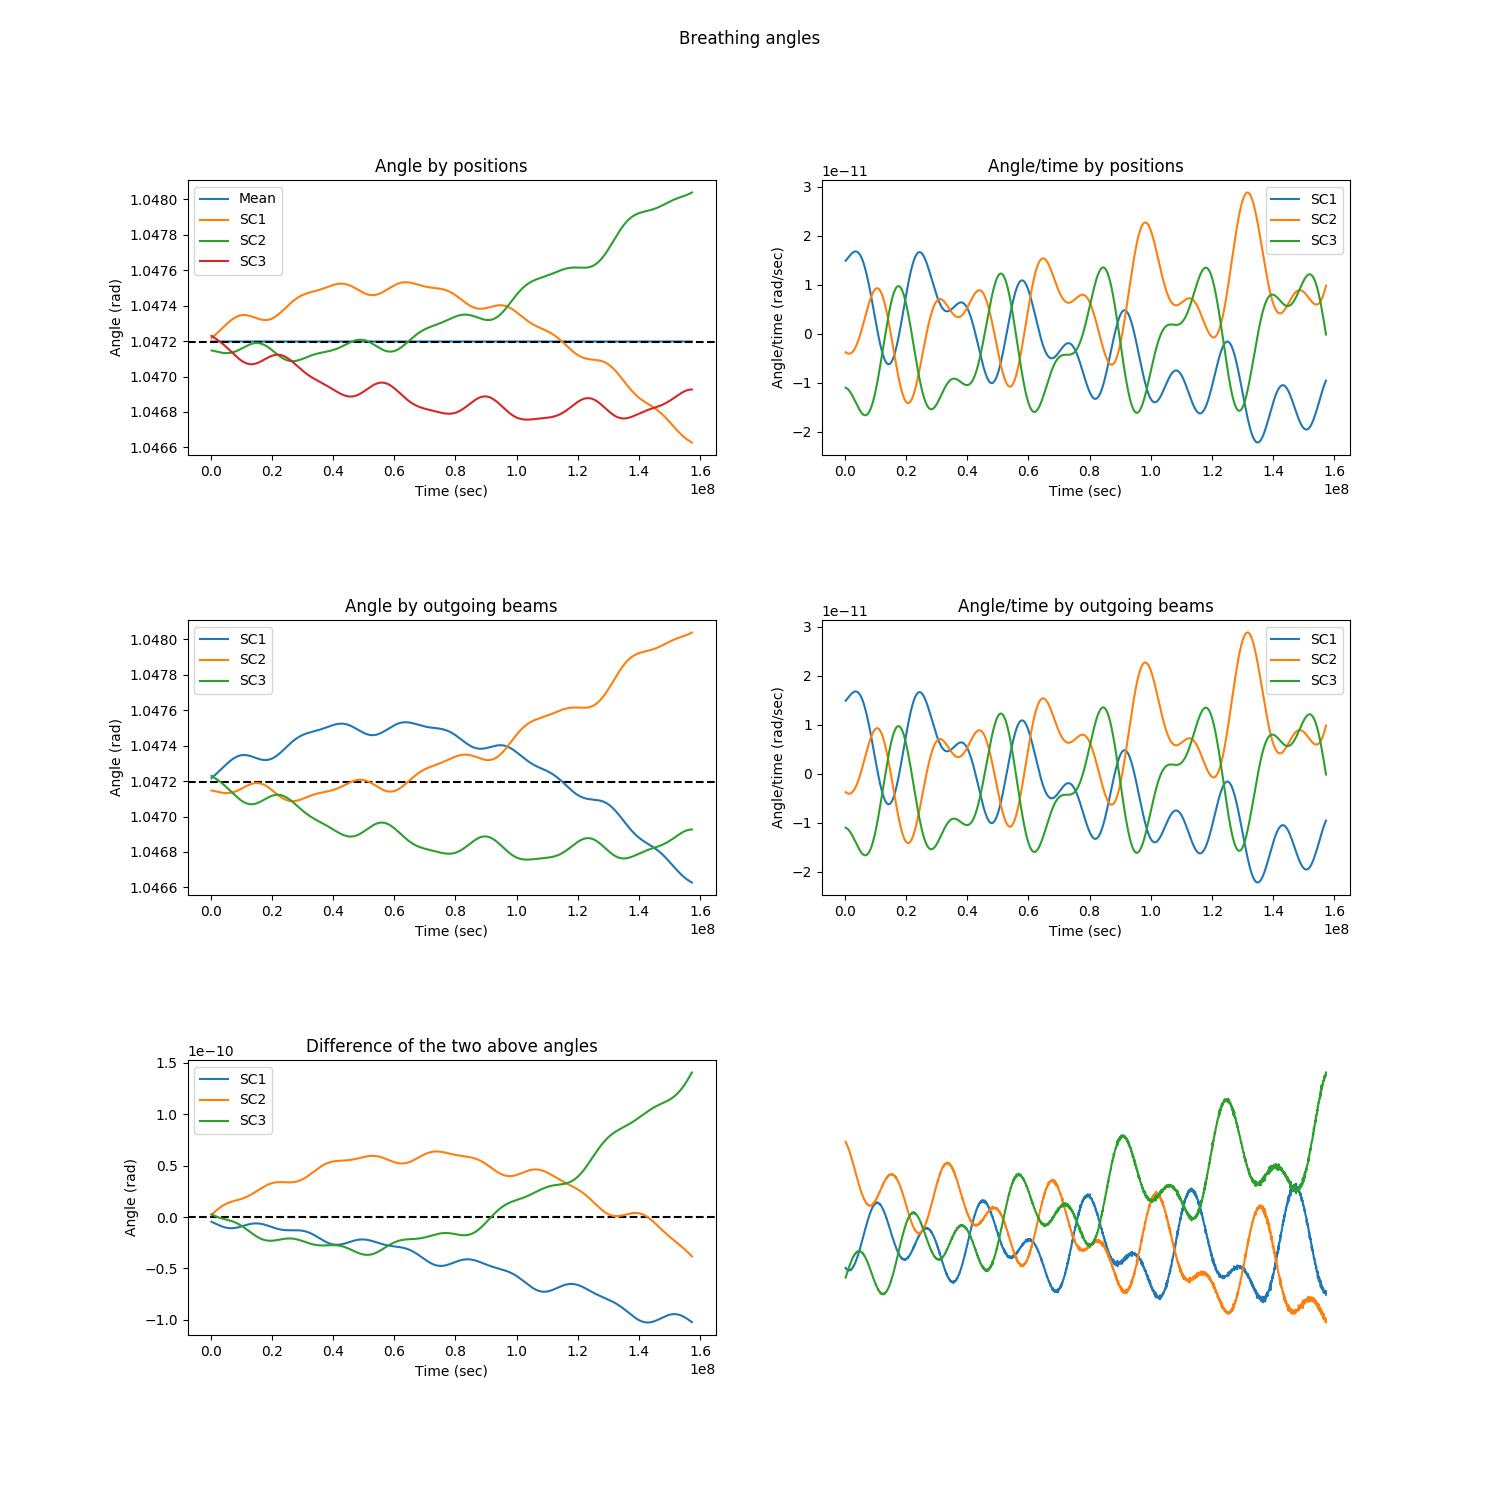 Breathing angles
Angle by positions
Angle (rad)
1.0480
1.0478
1.0476
1.0474
1.0472
1.0470
1.0468
1.0466
Mean
SC1
SC2
SC3
0.0 0.2 0.4 0.6 0.8 1.0 1.2 1.4 1.6
1e8
Time (sec)
Angle/time by positions
1e−11
Angle/time (rad/sec)
3
2
1
0
−1
−2
SC1
SC2
SC3
0.0 0.2 0.4 0.6 0.8 1.0 1.2 1.4 1.6
1e8
Time (sec)
Angle by outgoing beams
Angle (rad)
1.0480
1.0478
1.0476
1.0474
1.0472
1.0470
1.0468
1.0466
SC1
SC2
SC3
0.0 0.2 0.4 0.6 0.8 1.0 1.2 1.4 1.6
1e8
Time (sec)
Angle/time by outgoing beams
1e−11
Angle/time (rad/sec)
3
2
1
0
−1
−2
SC1
SC2
SC3
0.0 0.2 0.4 0.6 0.8 1.0 1.2 1.4 1.6
1e8
Time (sec)
Difference of the two above angles
1e−10
Angle (rad)
1.5
1.0
0.5
0.0
−0.5
−1.0
SC1
SC2
SC3
0.0 0.2 0.4 0.6 0.8 1.0 1.2 1.4 1.6
1e8
Time (sec)